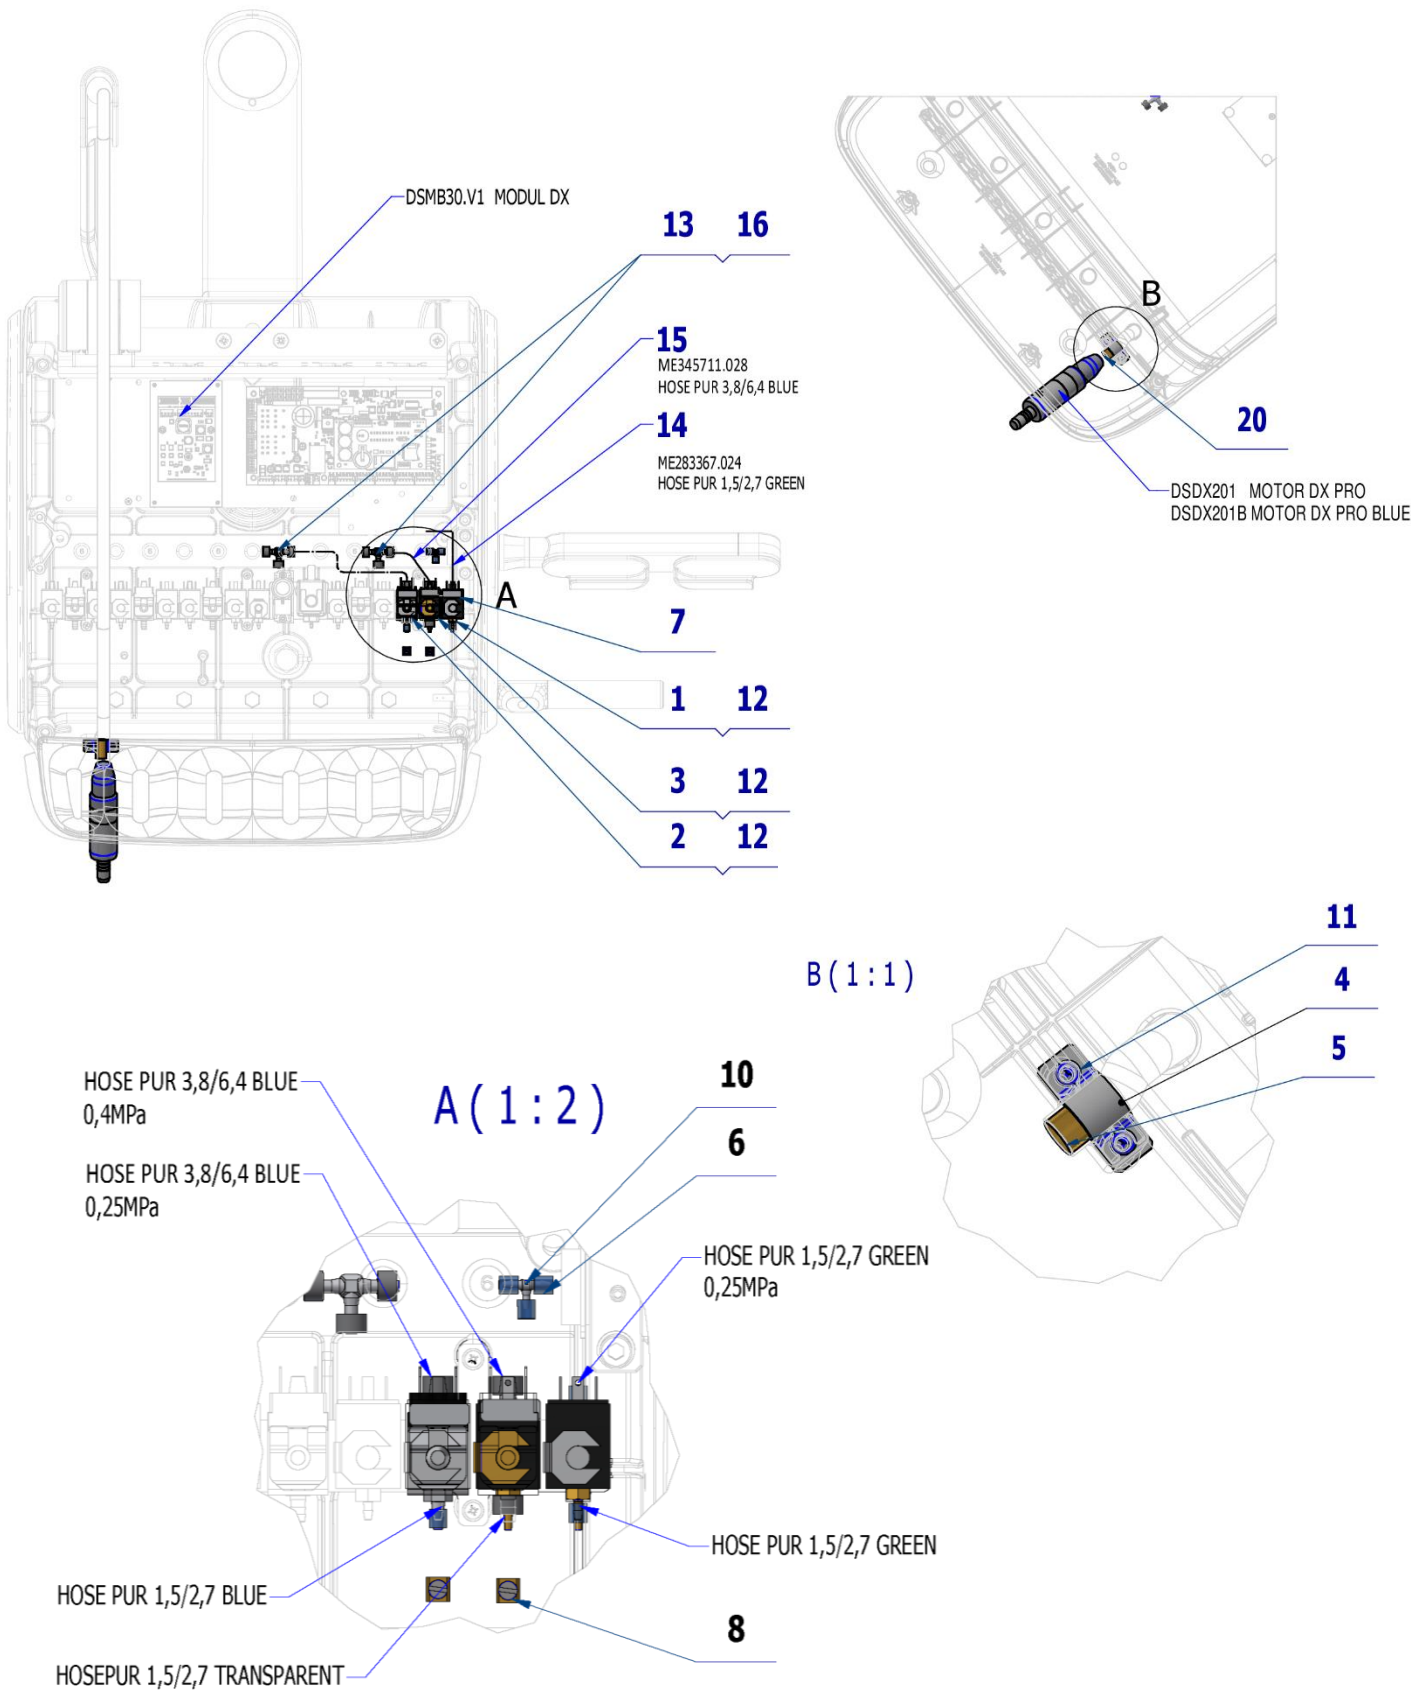 DSMB30.V1 MODUL DX
13 16
15
ME345711.028
HOSE PUR 3,8/6,4 BLUE
14
ME283367.024
HOSE PUR 1,5/2,7 GREEN
A
7
1 12
3 12
2 12
B
20
DSDX201 MOTOR DX PRO
DSDX201B MOTOR DX PRO BLUE
B(1:1)
11
4
5
A(1:2)
HOSE PUR 3,8/6,4 BLUE
0,4MPa
HOSE PUR 3,8/6,4 BLUE
0,25MPa
10
6
6
HOSE PUR 1,5/2,7 GREEN
0,25MPa
HOSE PUR 1,5/2,7 GREEN
HOSE PUR 1,5/2,7 BLUE
8
HOSEPUR 1,5/2,7 TRANSPARENT